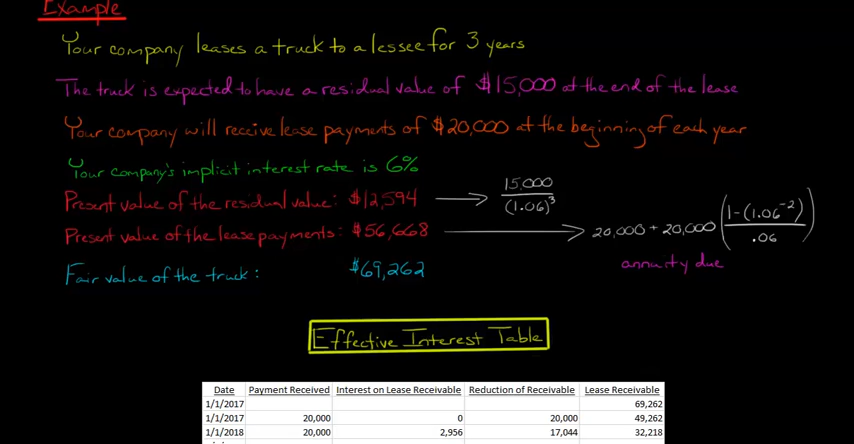 Example
Your company leases a truck to a lessee for 3 years
The truck is expected to have a residual value of $15,000 at the end of the lease
Your company will receive lease payments of $20,000 at the beginning of each year
Your company's implicit interest rate is 6%
Present value of the residual value: $12,594 → 15,000 / (1.06)^3
Present value of the lease payments: $56,668 → 20,000 + 20,000 (1-(1.06^-2) / .06)
annuity due
Fair value of the truck: $69,262
Effective Interest Table
Date Payment Received Interest on Lease Receivable Reduction of Receivable Lease Receivable
1/1/2017 69,262
1/1/2017 20,000 0 20,000 49,262
1/1/2018 20,000 2,956 17,044 32,218